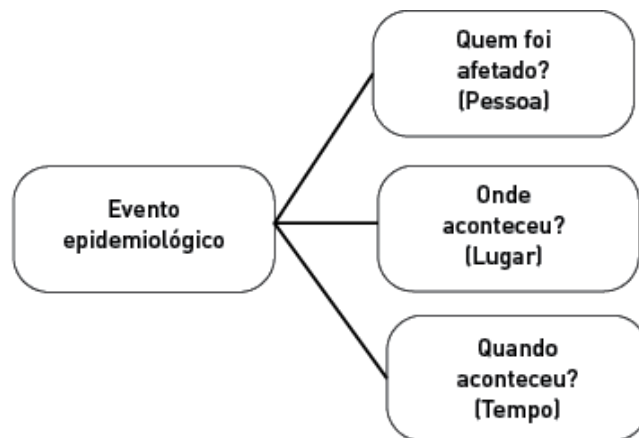 Quem foi
afetado?
(Pessoa)
Evento
epidemiológico
Onde
aconteceu?
(Lugar)
Quando
aconteceu?
(Tempo)